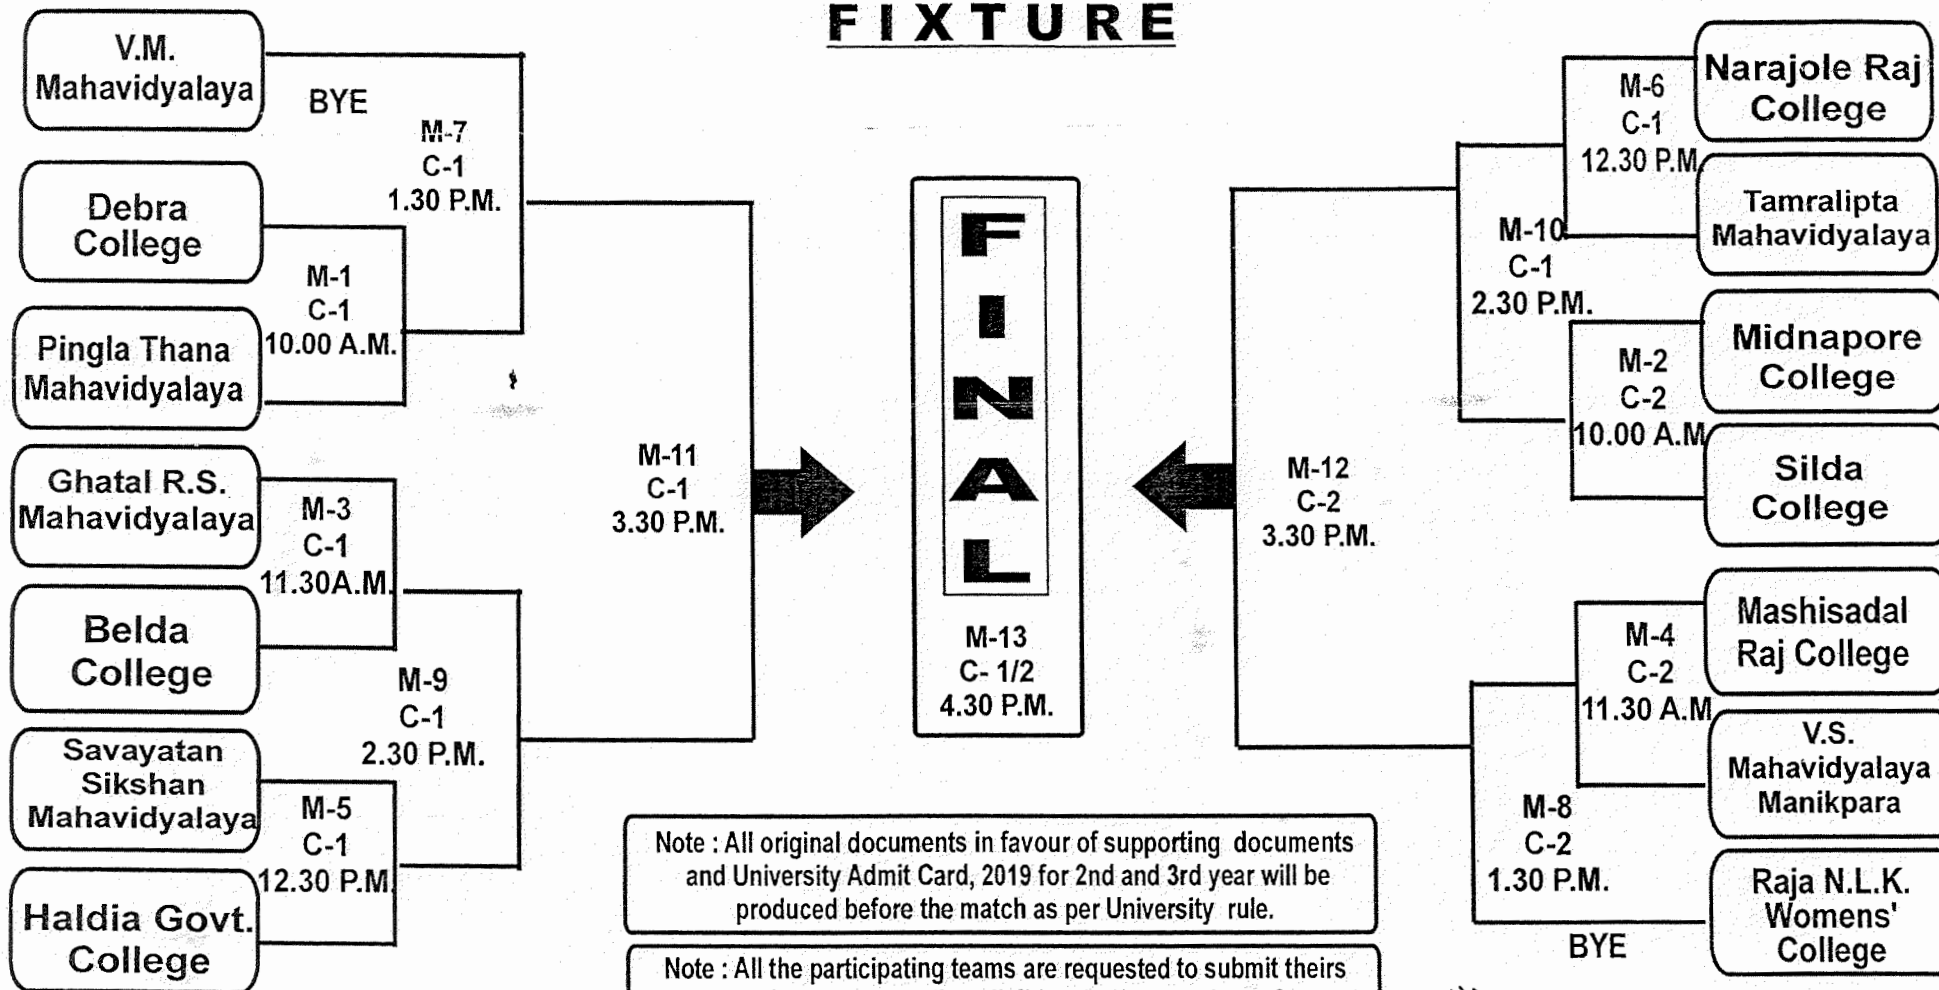 FIXTURE
V.M.
Mahavidyalaya
BYE
M-7
C-1
1.30 P.M.
Debra
College
M-1
C-1
10.00 A.M.
Pingla Thana
Mahavidyalaya
Ghatal R.S.
Mahavidyalaya
M-3
C-1
11.30A.M.
Belda
College
M-9
C-1
2.30 P.M.
Savayatan
Sikshan
Mahavidyalaya
M-5
C-1
12.30 P.M.
Haldia Govt.
College
M-11
C-1
3.30 P.M.
FINAL
M-13
C- 1/2
4.30 P.M.
M-12
C-2
3.30 P.M.
Narajole Raj
College
M-6
C-1
12.30 P.M.
Tamralipta
Mahavidyalaya
M-10
C-1
2.30 P.M.
Midnapore
College
M-2
C-2
10.00 A.M.
Silda
College
Mashisadal
Raj College
M-4
C-2
11.30 A.M
V.S.
Mahavidyalaya
Manikpara
M-8
C-2
1.30 P.M.
Raja N.L.K.
Womens'
College
BYE
Note : All original documents in favour of supporting documents
and University Admit Card, 2019 for 2nd and 3rd year will be
produced before the match as per University rule.
Note : All the participating teams are requested to submit theirs